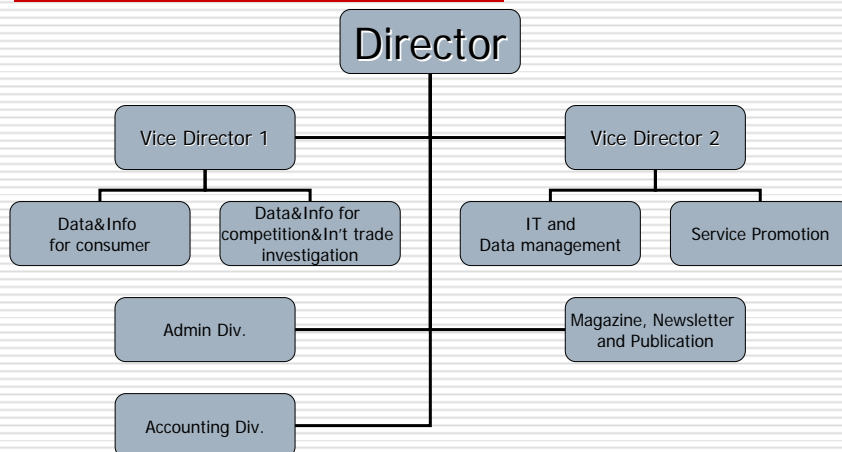 Director
Vice Director 1
Vice Director 2
Data&Info
for consumer
Data&Info for
competition&In't trade
investigation
IT and
Data management
Service Promotion
Admin Div.
Magazine, Newsletter
and Publication
Accounting Div.